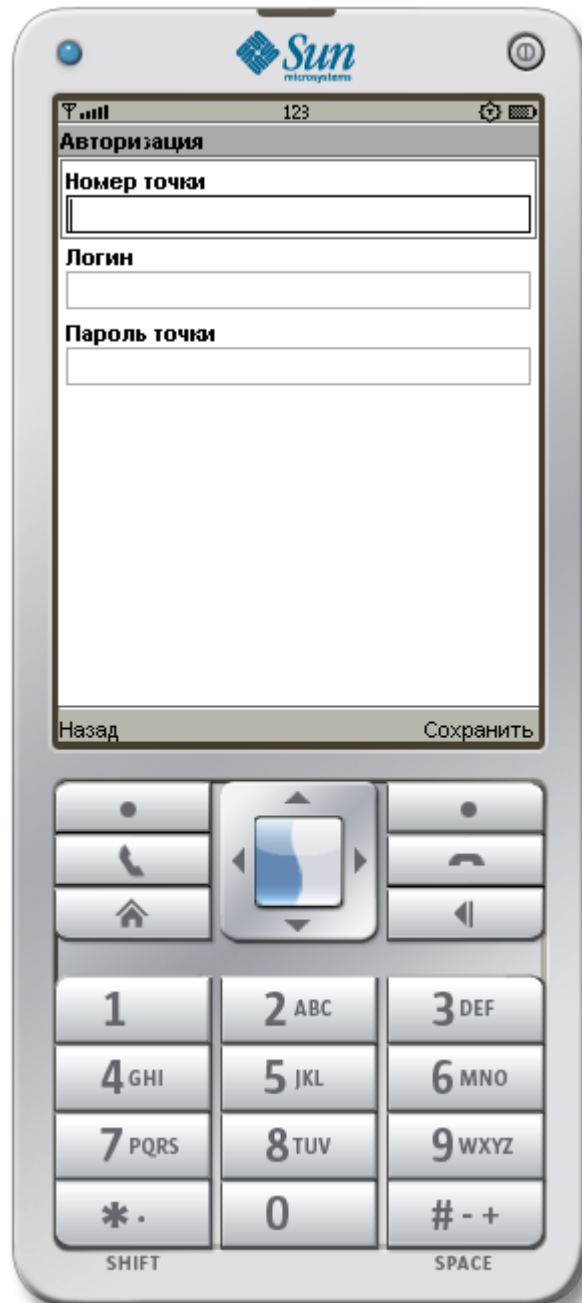 Sun
microsystems
123
Авторизация
Номер точки
Логин
Пароль точки
Назад Сохранить
1 2 ABC 3 DEF
4 GHI 5 JKL 6 MNO
7 PQRS 8 TUV 9 WXYZ
* . 0 # - +
SHIFT SPACE